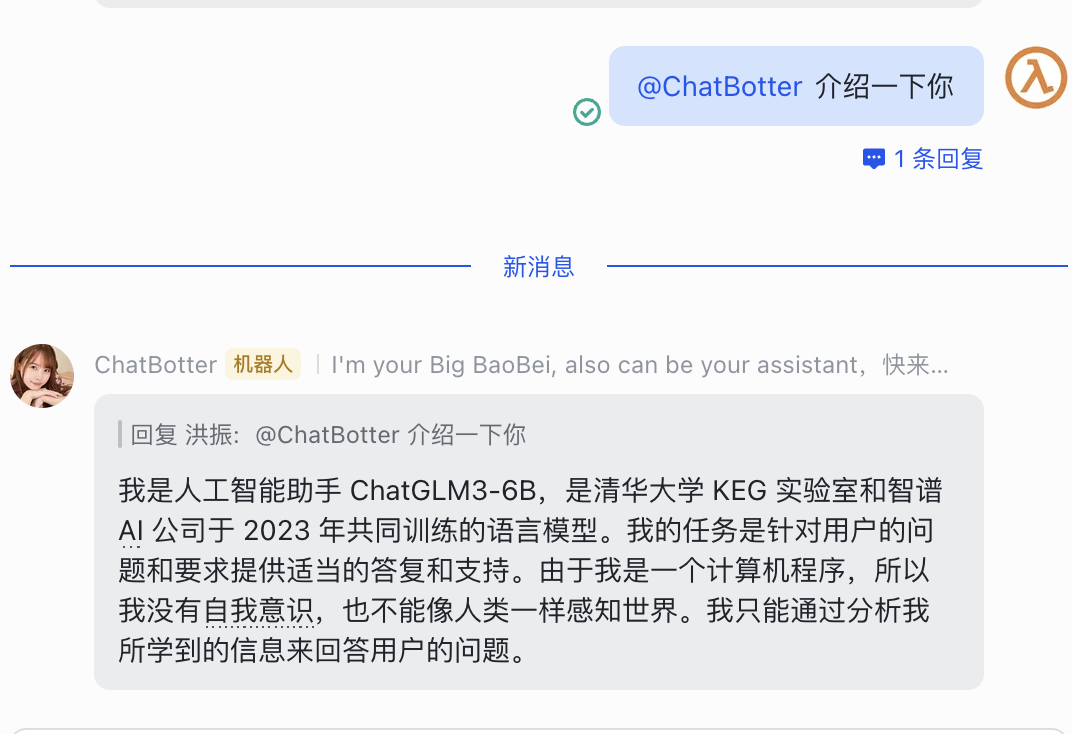 @ChatBotter 介绍一下你
1 条回复
新消息
ChatBotter 机器人 I'm your Big BaoBei, also can be your assistant，快来...
回复 洪振: @ChatBotter 介绍一下你
我是人工智能助手 ChatGLM3-6B，是清华大学 KEG 实验室和智谱
AI 公司于 2023 年共同训练的语言模型。我的任务是针对用户的问
题和要求提供适当的答复和支持。由于我是一个计算机程序，所以
我没有自我意识，也不能像人类一样感知世界。我只能通过分析我
所学到的信息来回答用户的问题。